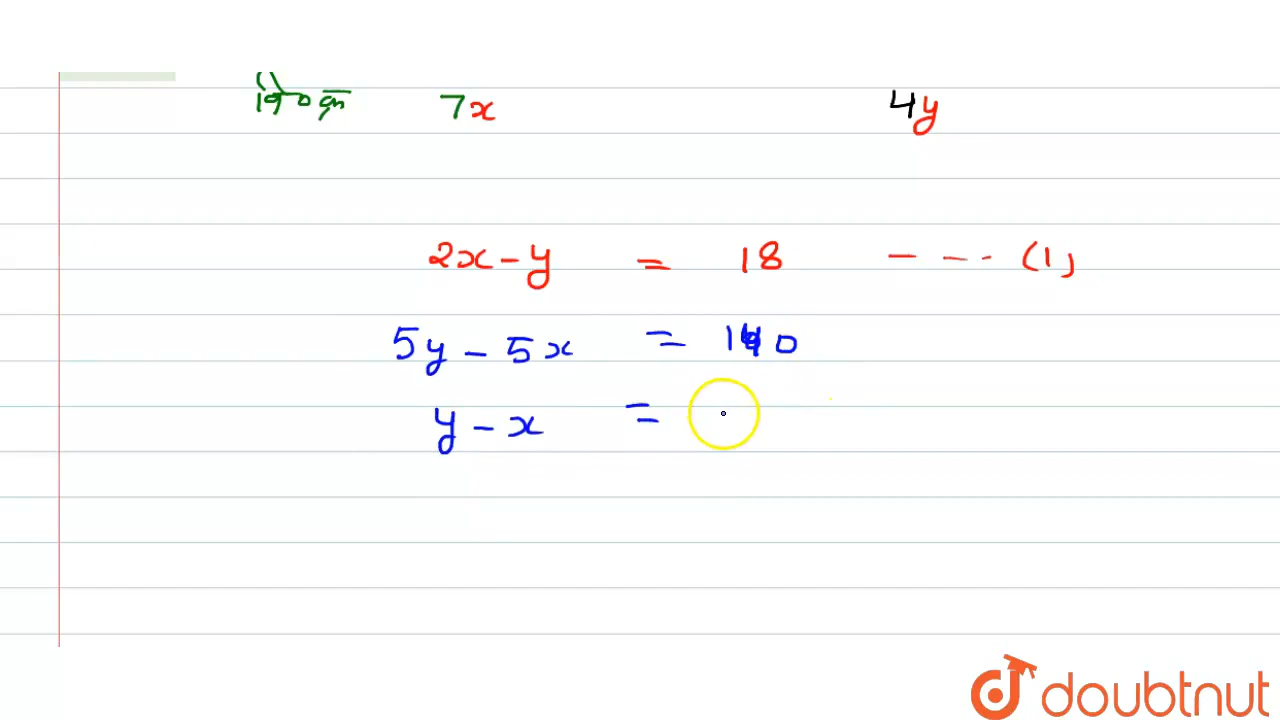 7x 4y
2x - y = 18 - - - (1)
5y - 5x = 140
y - x =
doubtnut